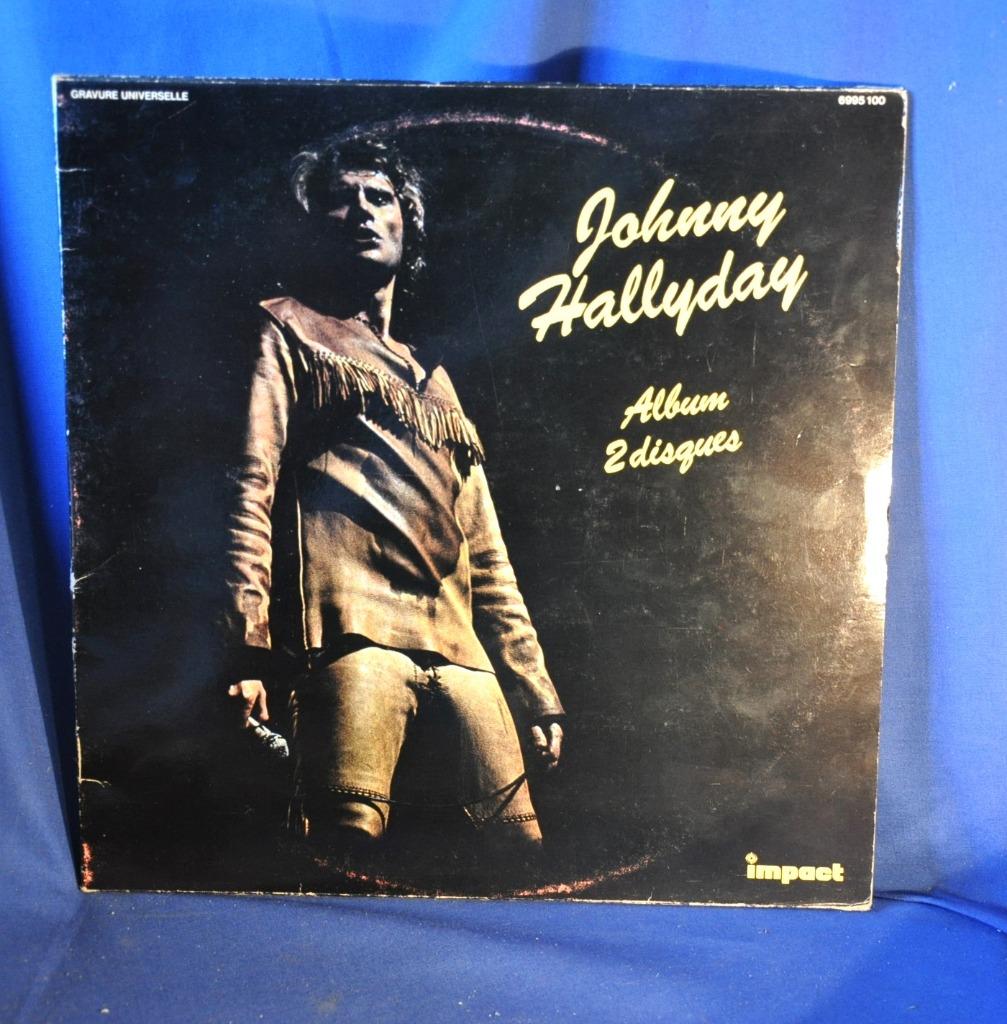 GRAVURE UNIVERSELLE
6995 100
Johnny
Hallyday
Album
2 disques
impact